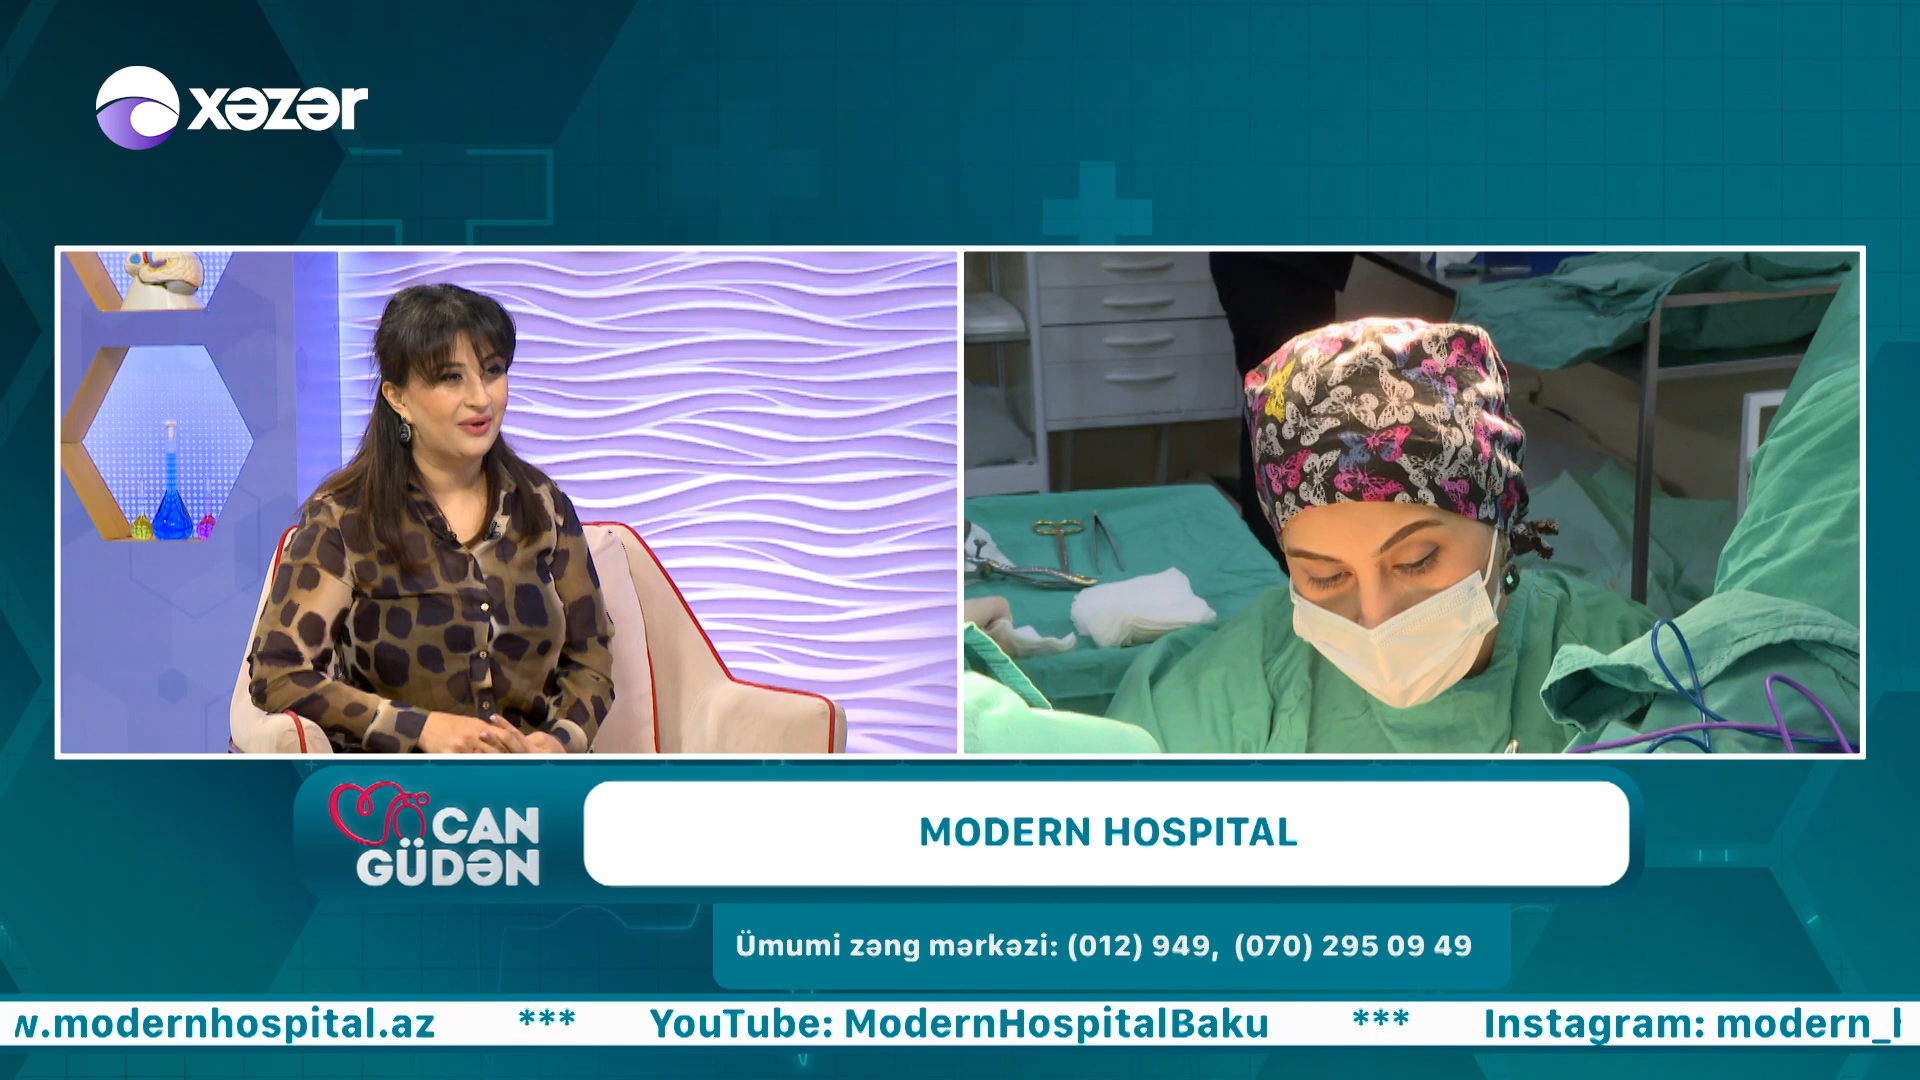 xəzər
CAN
GÜDƏN
MODERN HOSPITAL
Ümumi zəng mərkəzi: (012) 949, (070) 295 09 49
w.modernhospital.az *** YouTube: ModernHospitalBaku *** Instagram: modern_